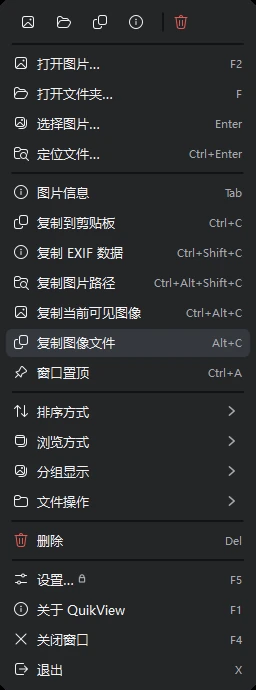 打开图片... F2
打开文件夹... F
选择图片... Enter
定位文件... Ctrl+Enter
图片信息 Tab
复制到剪贴板 Ctrl+C
复制 EXIF 数据 Ctrl+Shift+C
复制图片路径 Ctrl+Alt+Shift+C
复制当前可见图像 Ctrl+Alt+C
复制图像文件 Alt+C
窗口置顶 Ctrl+A
排序方式
浏览方式
分组显示
文件操作
删除 Del
设置... F5
关于 QuikView F1
关闭窗口 F4
退出 X